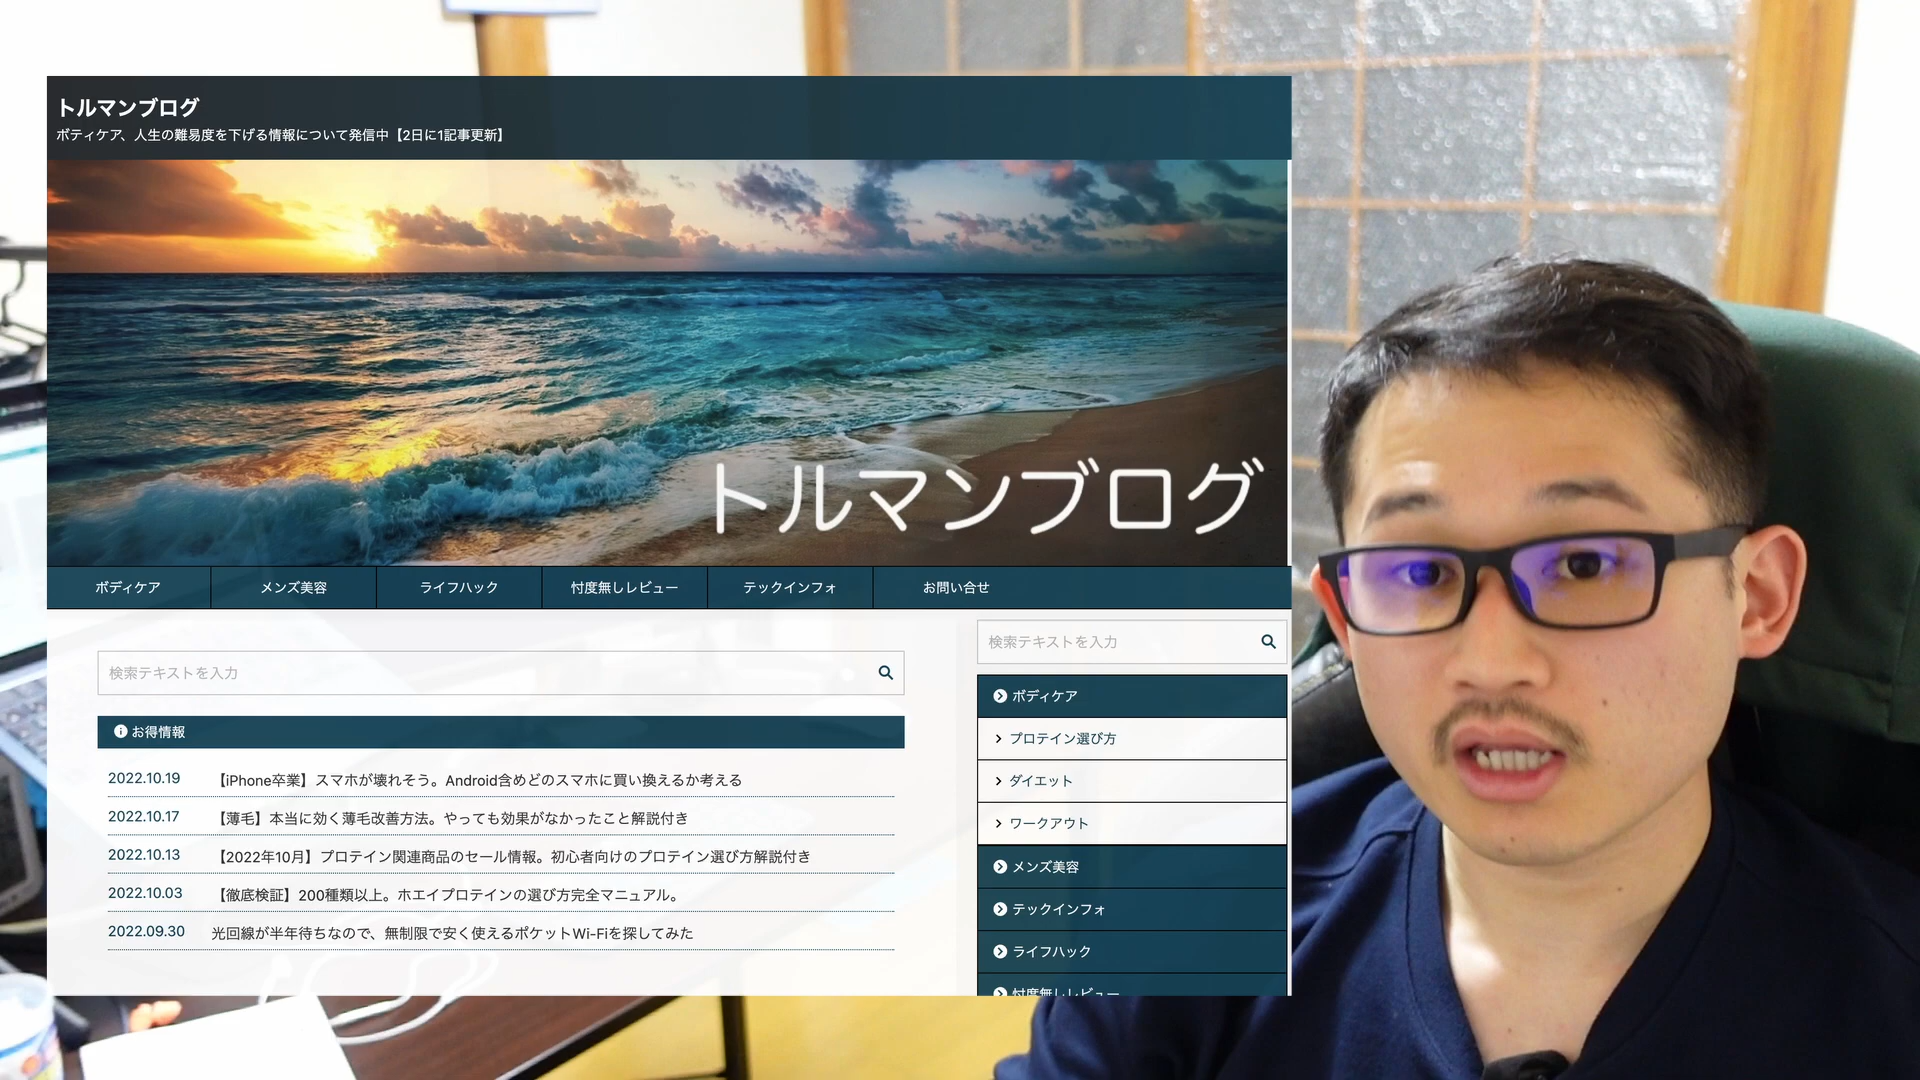 トルマンブログ
ボディケア、人生の難易度を下げる情報について発信中【2日に1記事更新】
トルマンブログ
ボディケア
メンズ美容
ライフハック
忖度無しレビュー
テックインフォ
お問い合せ
検索テキストを入力
お得情報
2022.10.19 【iPhone卒業】スマホが壊れそう。Android含めどのスマホに買い換えるか考える
2022.10.17 【薄毛】本当に効く薄毛改善方法。やっても効果がなかったこと解説付き
2022.10.13 【2022年10月】プロテイン関連商品のセール情報。初心者向けのプロテイン選び方解説付き
2022.10.03 【徹底検証】200種類以上。ホエイプロテインの選び方完全マニュアル。
2022.09.30 光回線が半年待ちなので、無制限で安く使えるポケットWi-Fiを探してみた
検索テキストを入力
ボディケア
プロテイン選び方
ダイエット
ワークアウト
メンズ美容
テックインフォ
ライフハック
忖度無しレビュー